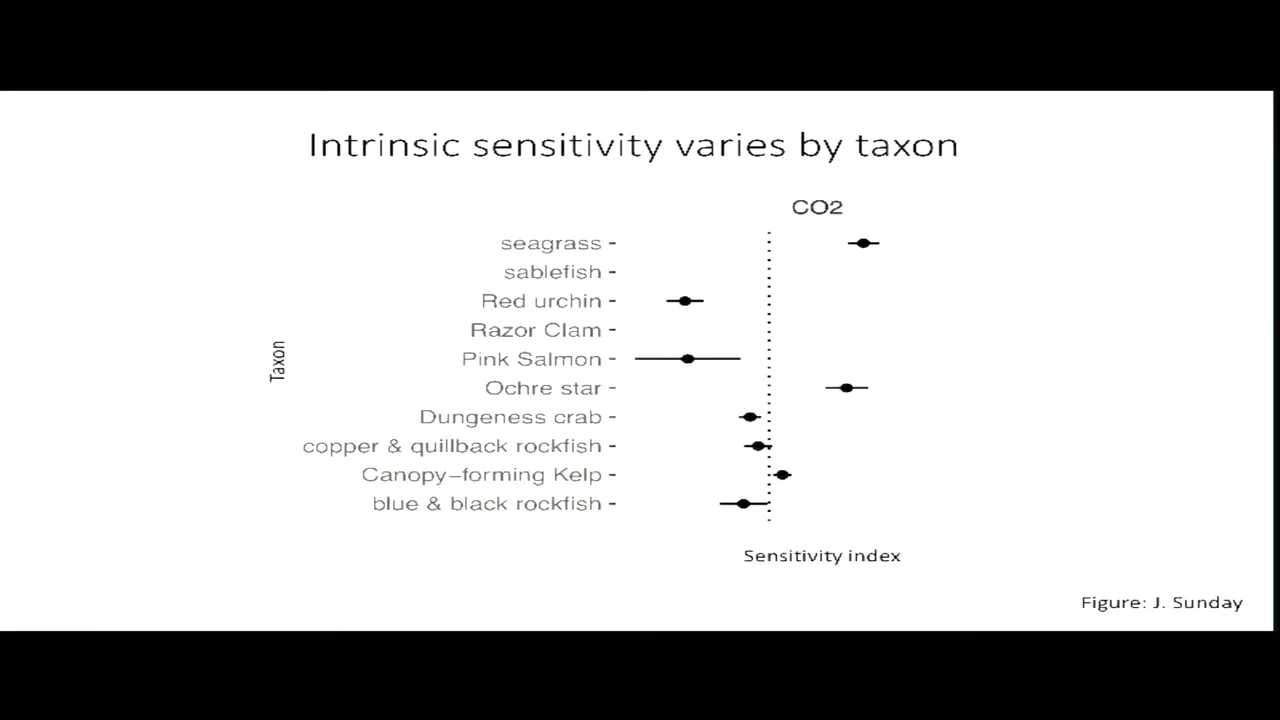 Intrinsic sensitivity varies by taxon
CO2
seagrass
sablefish
Red urchin
Razor Clam
Pink Salmon
Ochre star
Dungeness crab
copper & quillback rockfish
Canopy–forming Kelp
blue & black rockfish
Taxon
Sensitivity index
Figure: J. Sunday